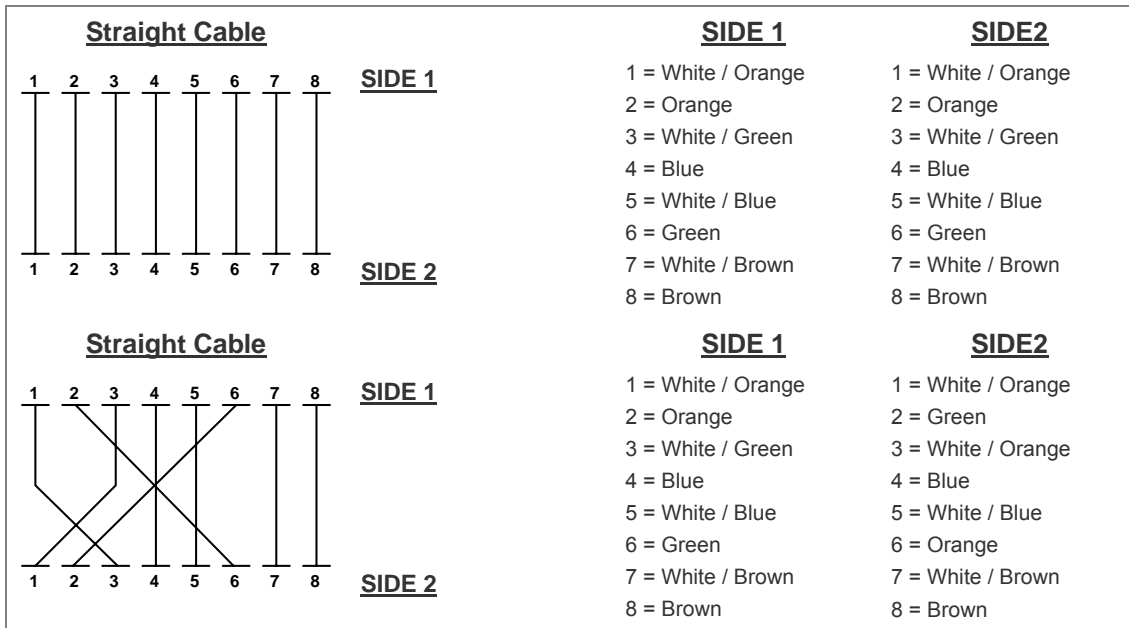 Straight Cable
1 2 3 4 5 6 7 8
SIDE 1
1 2 3 4 5 6 7 8
SIDE 2
SIDE 1
1 = White / Orange
2 = Orange
3 = White / Green
4 = Blue
5 = White / Blue
6 = Green
7 = White / Brown
8 = Brown
SIDE2
1 = White / Orange
2 = Orange
3 = White / Green
4 = Blue
5 = White / Blue
6 = Green
7 = White / Brown
8 = Brown
Straight Cable
1 2 3 4 5 6 7 8
SIDE 1
1 2 3 4 5 6 7 8
SIDE 2
SIDE 1
1 = White / Orange
2 = Orange
3 = White / Green
4 = Blue
5 = White / Blue
6 = Green
7 = White / Brown
8 = Brown
SIDE2
1 = White / Orange
2 = Green
3 = White / Orange
4 = Blue
5 = White / Blue
6 = Orange
7 = White / Brown
8 = Brown